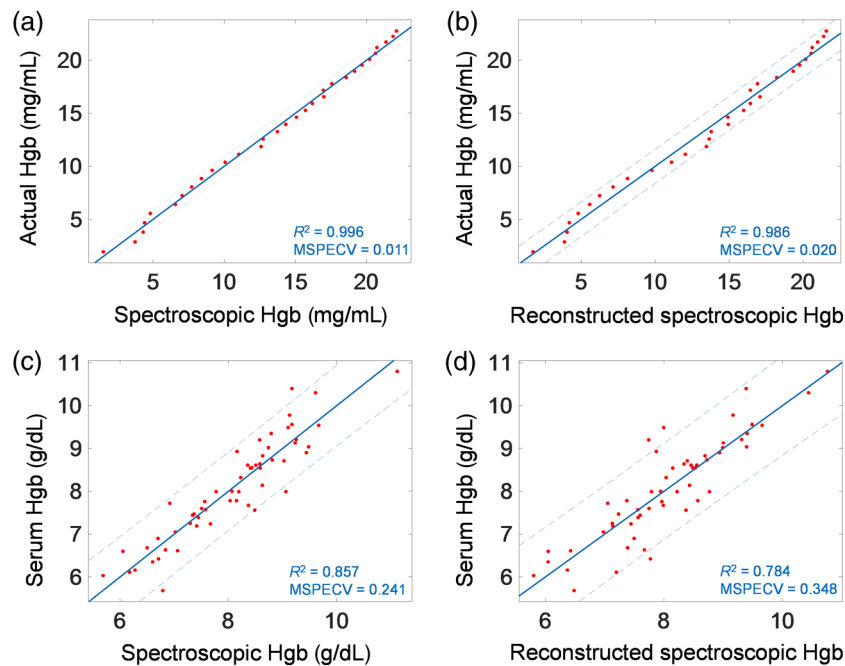 (a)
Actual Hgb (mg/mL)
20
15
10
5
R² = 0.996
MSPECV = 0.011
5 10 15 20
Spectroscopic Hgb (mg/mL)
(b)
Actual Hgb (mg/mL)
20
15
10
5
R² = 0.986
MSPECV = 0.020
5 10 15 20
Reconstructed spectroscopic Hgb
(c)
Serum Hgb (g/dL)
11
10
9
8
7
6
R² = 0.857
MSPECV = 0.241
6 8 10
Spectroscopic Hgb (g/dL)
(d)
Serum Hgb (g/dL)
11
10
9
8
7
6
R² = 0.784
MSPECV = 0.348
6 8 10
Reconstructed spectroscopic Hgb